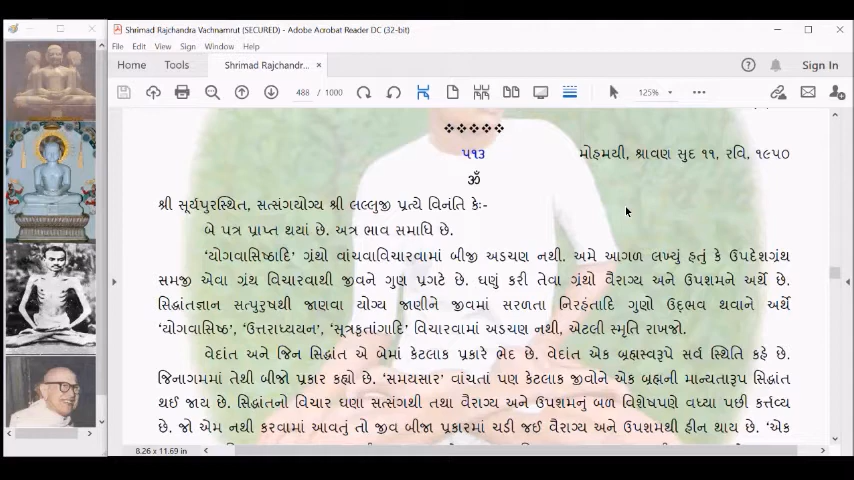 Shrimad Rajchandra Vachnamrut (SECURED) - Adobe Acrobat Reader DC (32-bit)
File Edit View Sign Window Help
Home Tools Shrimad Rajchandr... × Sign In
488 / 1000 125%
૫૧૩ મોહમયી, શ્રાવણ સુદ ૧૧, રવિ, ૧૯૫૦
ૐ
શ્રી સૂર્યપુરસ્થિત, સત્સંગયોગ્ય શ્રી લલ્લુજી પ્રત્યે વિનંતિ કેઃ-
બે પત્ર પ્રાપ્ત થયાં છે. અત્ર ભાવ સમાધિ છે.
‘યોગવાસિષ્ઠાદિ’ ગ્રંથો વાંચવાવિચારવામાં બીજી અડચણ નથી. અમે આગળ લખ્યું હતું કે ઉપદેશગ્રંથ
સમજી એવા ગ્રંથ વિચારવાથી જીવને ગુણ પ્રગટે છે. ઘણું કરી તેવા ગ્રંથો વૈરાગ્ય અને ઉપશમને અર્થે છે.
સિદ્ધાંતજ્ઞાન સત્પુરુષથી જાણવા યોગ્ય જાણીને જીવમાં સરળતા નિરહંતાદિ ગુણો ઉદ્ભવ થવાને અર્થે
‘યોગવાસિષ્ઠ’, ‘ઉત્તરાધ્યયન’, ‘સૂત્રકૃતાંગાદિ’ વિચારવામાં અડચણ નથી, એટલી સ્મૃતિ રાખજો.
વેદાંત અને જિન સિદ્ધાંત એ બેમાં કેટલાક પ્રકારે ભેદ છે. વેદાંત એક બ્રહ્મસ્વરૂપે સર્વ સ્થિતિ કહે છે.
જિનાગમમાં તેથી બીજો પ્રકાર કહ્યો છે. ‘સમયસાર’ વાંચતાં પણ કેટલાક જીવોને એક બ્રહ્મની માન્યતારૂપ સિદ્ધાંત
થઈ જાય છે. સિદ્ધાંતનો વિચાર ઘણા સત્સંગથી તથા વૈરાગ્ય અને ઉપશમનું બળ વિશેષપણે વધ્યા પછી કર્ત્તવ્ય
છે. જો એમ નથી કરવામાં આવતું તો જીવ બીજા પ્રકારમાં ચડી જઈ વૈરાગ્ય અને ઉપશમથી હીન થાય છે. ‘એક
8.26 x 11.69 in